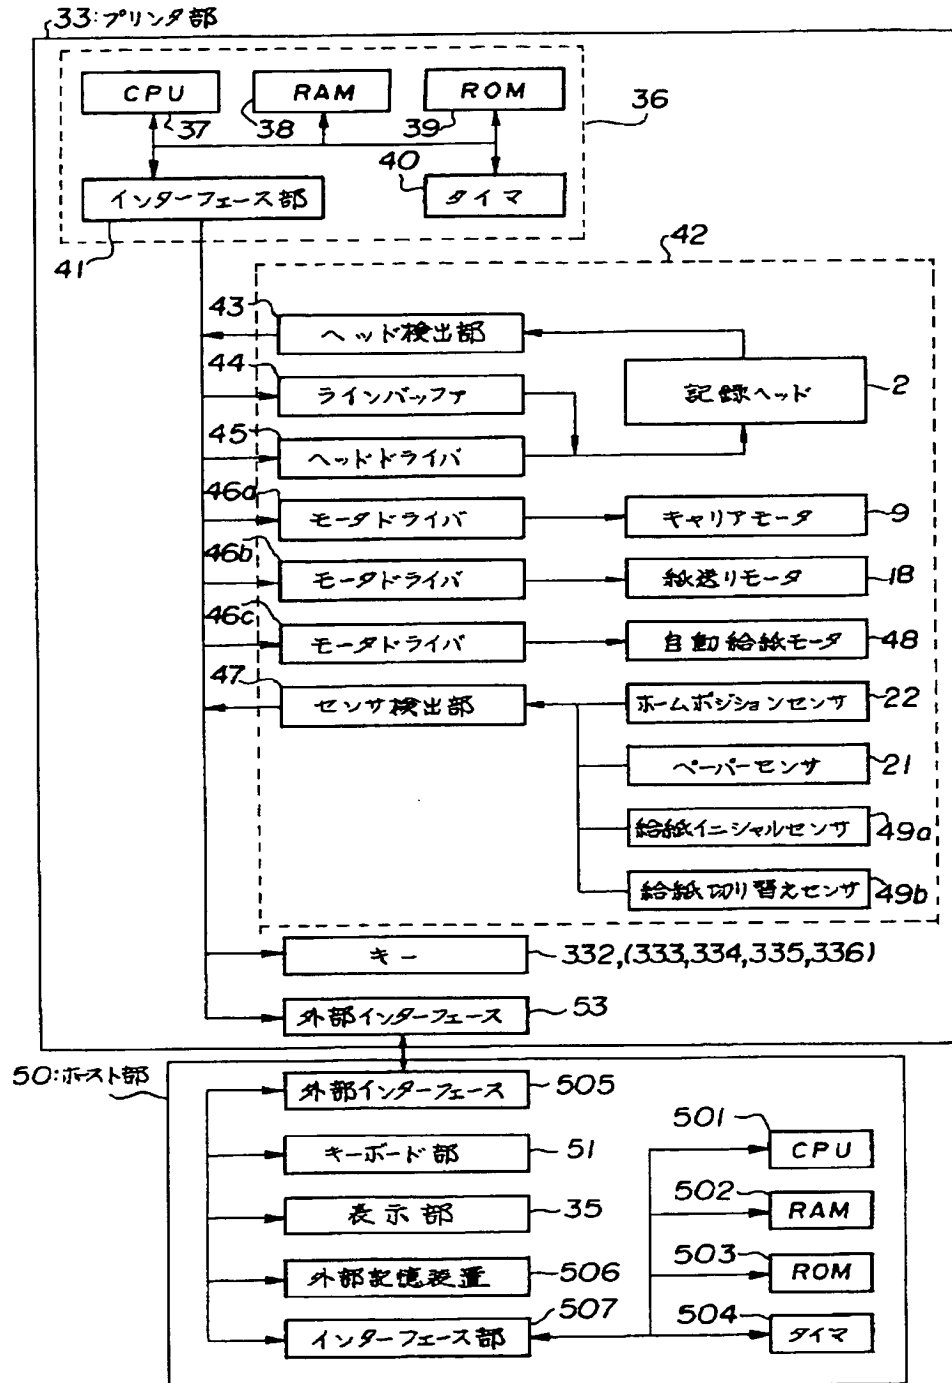 33:プリンタ部
CPU
RAM
ROM
36
37
38
39
40
インターフェース部
タイマ
41
42
43
ヘッド検出部
44
ラインバッファ
記録ヘッド
2
45
ヘッドドライバ
46a
モータドライバ
キャリアモータ
9
46b
モータドライバ
紙送りモータ
18
46c
モータドライバ
自動給紙モータ
48
47
センサ検出部
ホームポジションセンサ
22
ペーパーセンサ
21
給紙イニシャルセンサ
49a
給紙切り替えセンサ
49b
キー
332,(333,334,335,336)
外部インターフェース
53
50:ホスト部
外部インターフェース
505
キーボード部
51
表示部
35
外部記憶装置
506
インターフェース部
507
501
CPU
502
RAM
503
ROM
504
タイマ